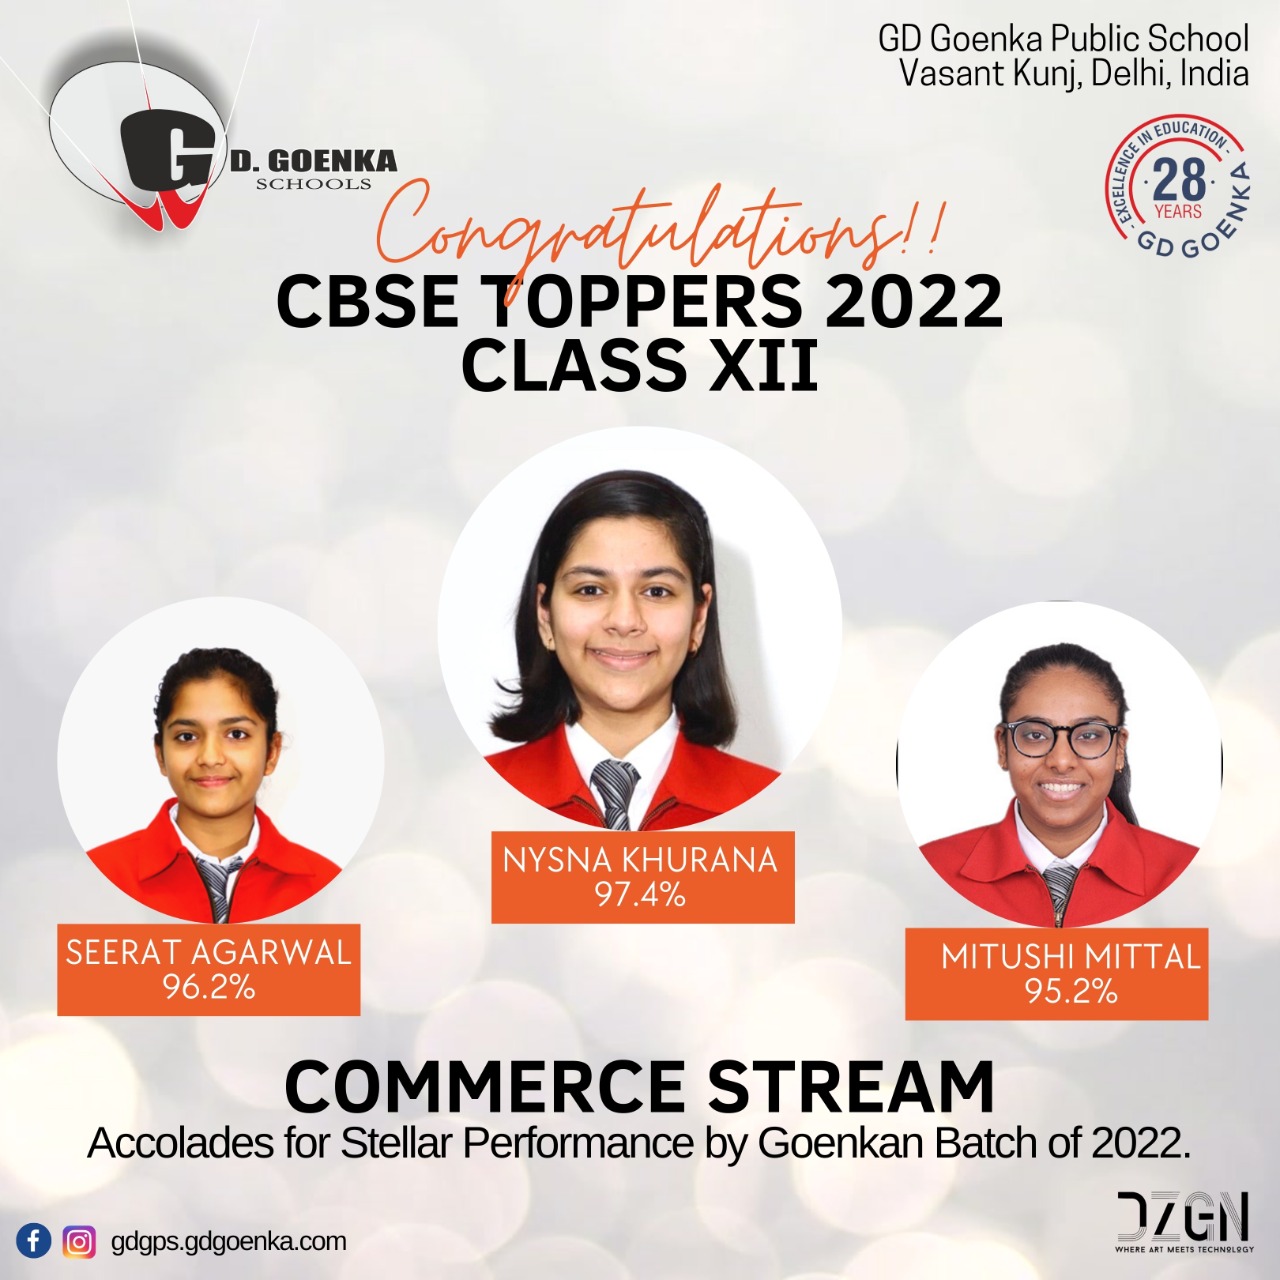 GD Goenka Public School
Vasant Kunj, Delhi, India
G D. GOENKA
SCHOOLS
- EXCELLENCE IN EDUCATION -
28
YEARS
GD GOENKA
Congratulations!!
CBSE TOPPERS 2022
CLASS XII
NYSNA KHURANA
97.4%
SEERAT AGARWAL
96.2%
MITUSHI MITTAL
95.2%
COMMERCE STREAM
Accolades for Stellar Performance by Goenkan Batch of 2022.
gdgps.gdgoenka.com
DZGN
WHERE ART MEETS TECHNOLOGY